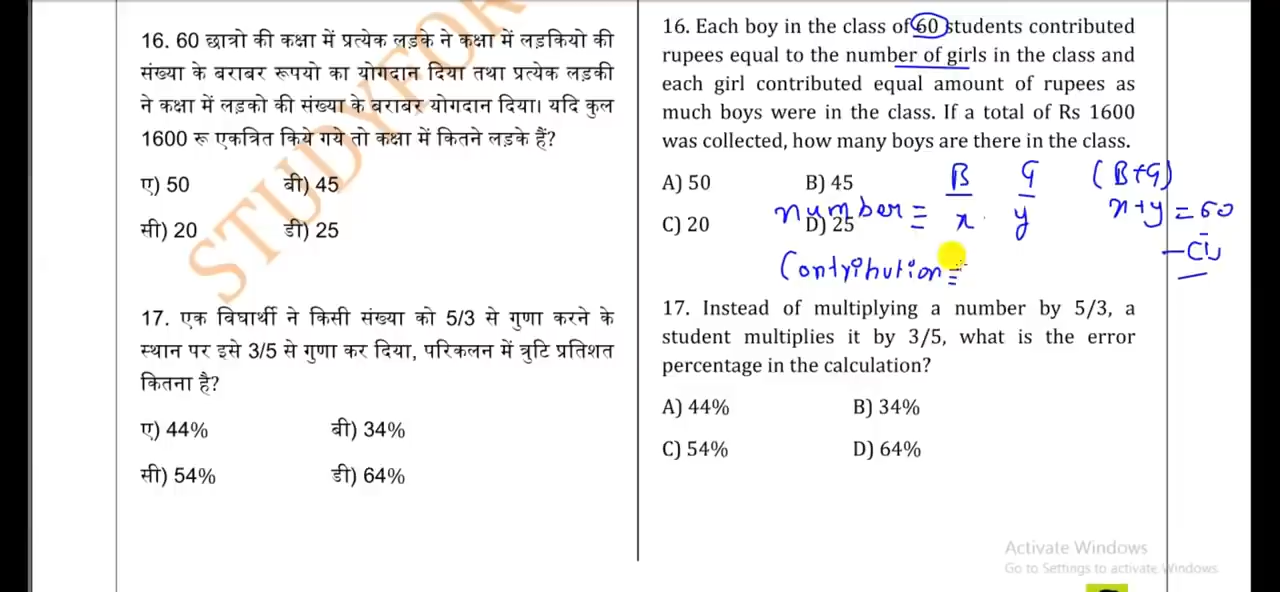 16. 60 छात्रो की कक्षा में प्रत्येक लड़के ने कक्षा में लड़कियो की
संख्या के बराबर रूपयो का योगदान दिया तथा प्रत्येक लड़की
ने कक्षा में लड़को की संख्या के बराबर योगदान दिया। यदि कुल
1600 रू एकत्रित किये गये तो कक्षा में कितने लड़के हैं?
ए) 50 बी) 45
सी) 20 डी) 25
17. एक विघार्थी ने किसी संख्या को 5/3 से गुणा करने के
स्थान पर इसे 3/5 से गुणा कर दिया, परिकलन में त्रुटि प्रतिशत
कितना है?
ए) 44% बी) 34%
सी) 54% डी) 64%
STUDYFOR
16. Each boy in the class of 60 students contributed
rupees equal to the number of girls in the class and
each girl contributed equal amount of rupees as
much boys were in the class. If a total of Rs 1600
was collected, how many boys are there in the class.
A) 50 B) 45
C) 20 D) 25
B G (B+G)
number = x y x+y = 60
Contribution =
17. Instead of multiplying a number by 5/3, a
student multiplies it by 3/5, what is the error
percentage in the calculation?
A) 44% B) 34%
C) 54% D) 64%
Activate Windows
Go to Settings to activate Windows.